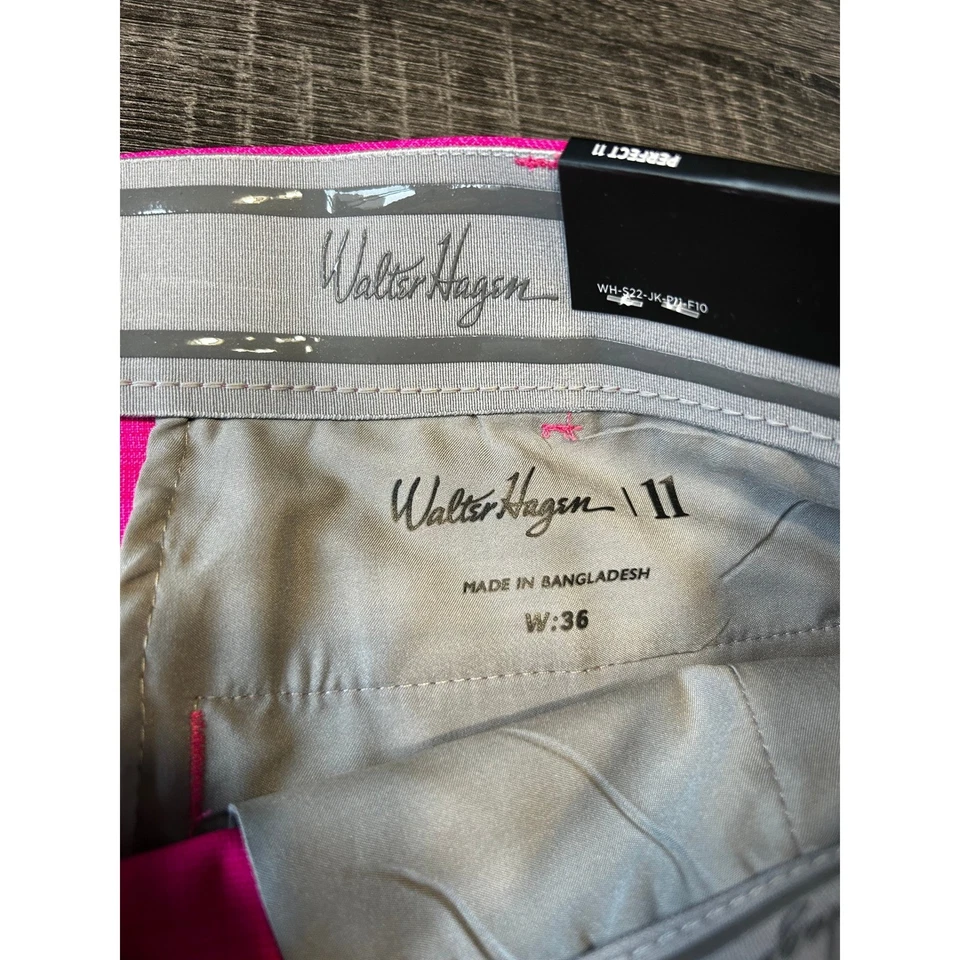 PERFECT 11
Walter Hagen
WH-S22-JK-P11-F10
Walter Hagen \ 11
MADE IN BANGLADESH
W:36